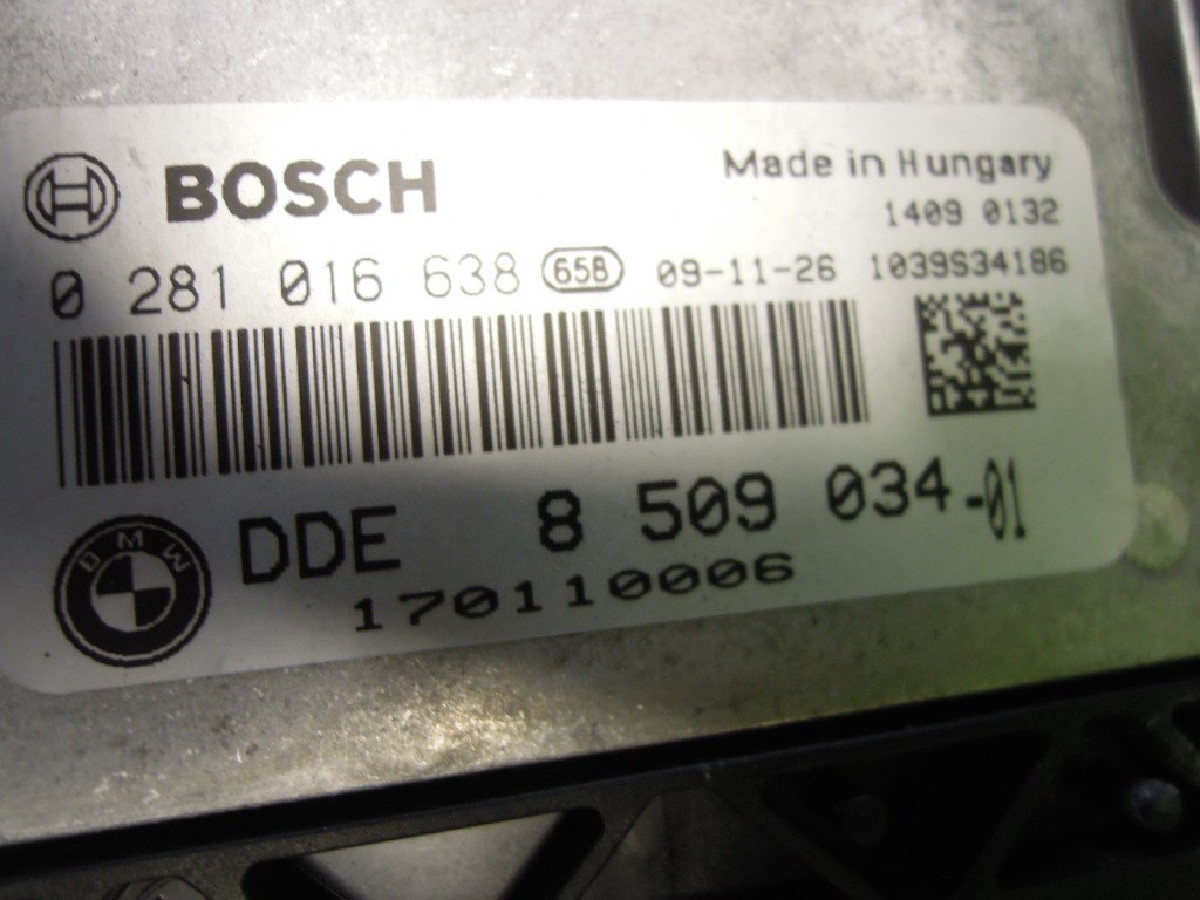 BOSCH
Made in Hungary
1409 0132
0 281 016 638 658 09-11-26 1039S34186
BMW
DDE 8 509 034-01
170110006